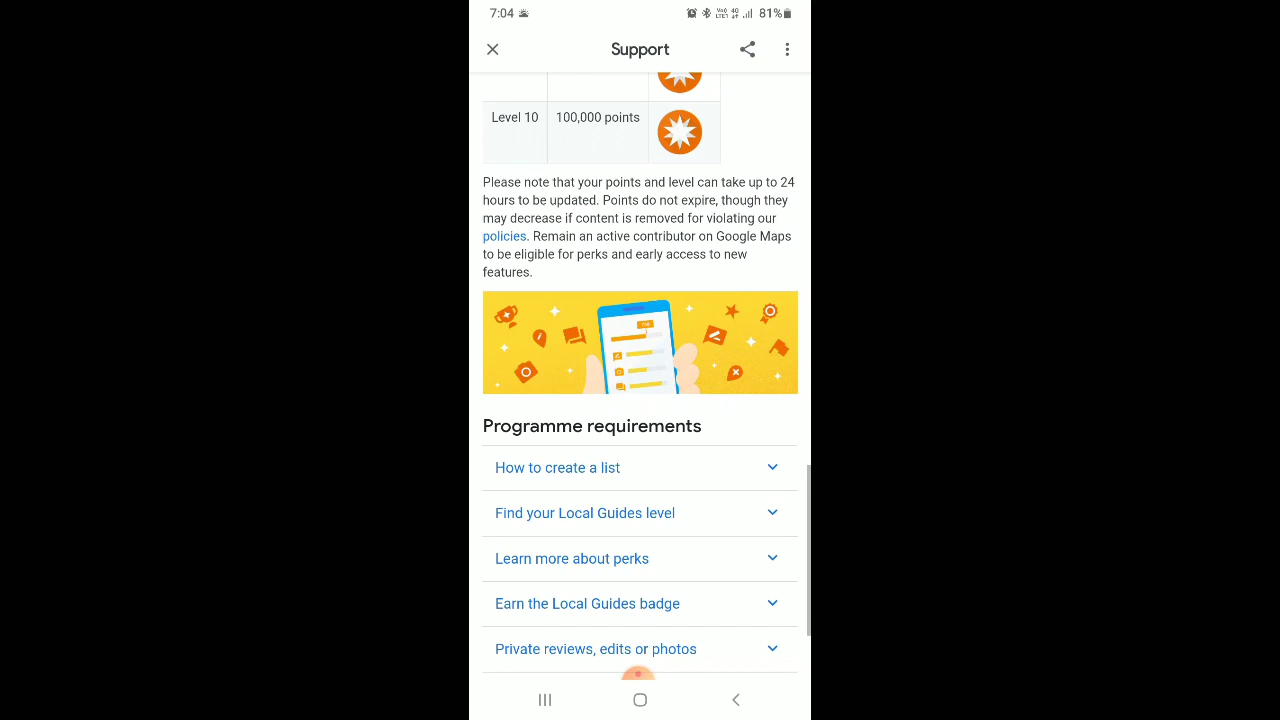 7:04
81%
Support
Level 10
100,000 points
Please note that your points and level can take up to 24
hours to be updated. Points do not expire, though they
may decrease if content is removed for violating our
policies. Remain an active contributor on Google Maps
to be eligible for perks and early access to new
features.
Programme requirements
How to create a list
Find your Local Guides level
Learn more about perks
Earn the Local Guides badge
Private reviews, edits or photos